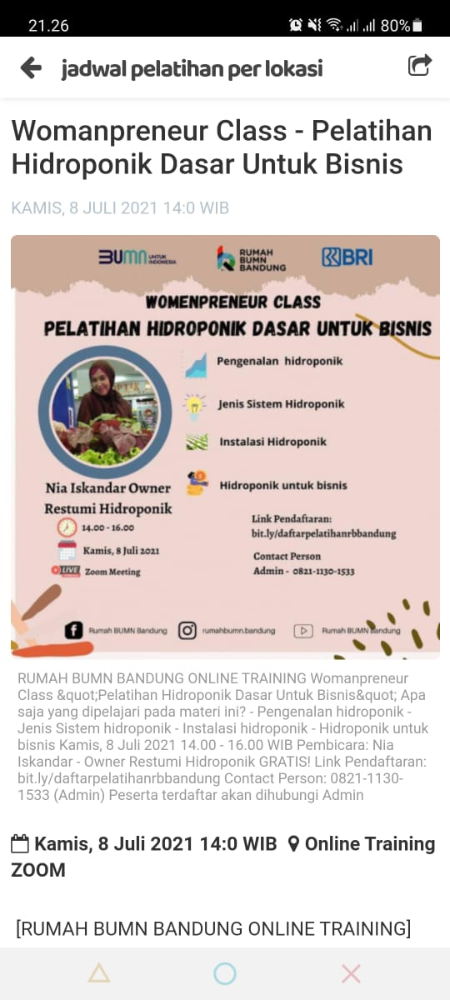 21.26
80%
jadwal pelatihan per lokasi
Womanpreneur Class - Pelatihan
Hidroponik Dasar Untuk Bisnis
KAMIS, 8 JULI 2021 14:0 WIB
BUMN UNTUK
INDONESIA
RUMAH
BUMN
BANDUNG
BRI
WOMENPRENEUR CLASS
PELATIHAN HIDROPONIK DASAR UNTUK BISNIS
Pengenalan hidroponik
Jenis Sistem Hidroponik
Instalasi Hidroponik
Hidroponik untuk bisnis
Nia Iskandar Owner
Restumi Hidroponik
14.00 - 16.00
Kamis, 8 Juli 2021
LIVE Zoom Meeting
Link Pendaftaran:
bit.ly/daftarpelatihanrbbandung
Contact Person
Admin - 0821-1130-1533
Rumah BUMN Bandung
rumahbumn.bandung
Rumah BUMN Bandung
RUMAH BUMN BANDUNG ONLINE TRAINING Womanpreneur
Class &quot;Pelatihan Hidroponik Dasar Untuk Bisnis&quot; Apa
saja yang dipelajari pada materi ini? - Pengenalan hidroponik -
Jenis Sistem hidroponik - Instalasi hidroponik - Hidroponik untuk
bisnis Kamis, 8 Juli 2021 14.00 - 16.00 WIB Pembicara: Nia
Iskandar - Owner Restumi Hidroponik GRATIS! Link Pendaftaran:
bit.ly/daftarpelatihanrbbandung Contact Person: 0821-1130-
1533 (Admin) Peserta terdaftar akan dihubungi Admin
Kamis, 8 Juli 2021 14:0 WIB Online Training
ZOOM
[RUMAH BUMN BANDUNG ONLINE TRAINING]